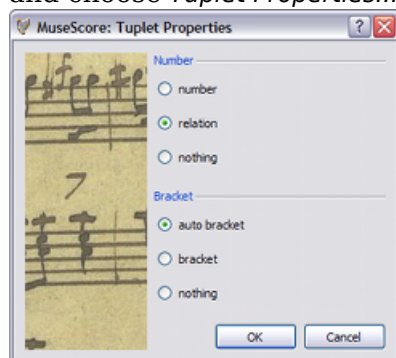 and choose Tuplet Properties...
MuseScore: Tuplet Properties
Number
number
relation
nothing
7
Bracket
auto bracket
bracket
nothing
OK Cancel